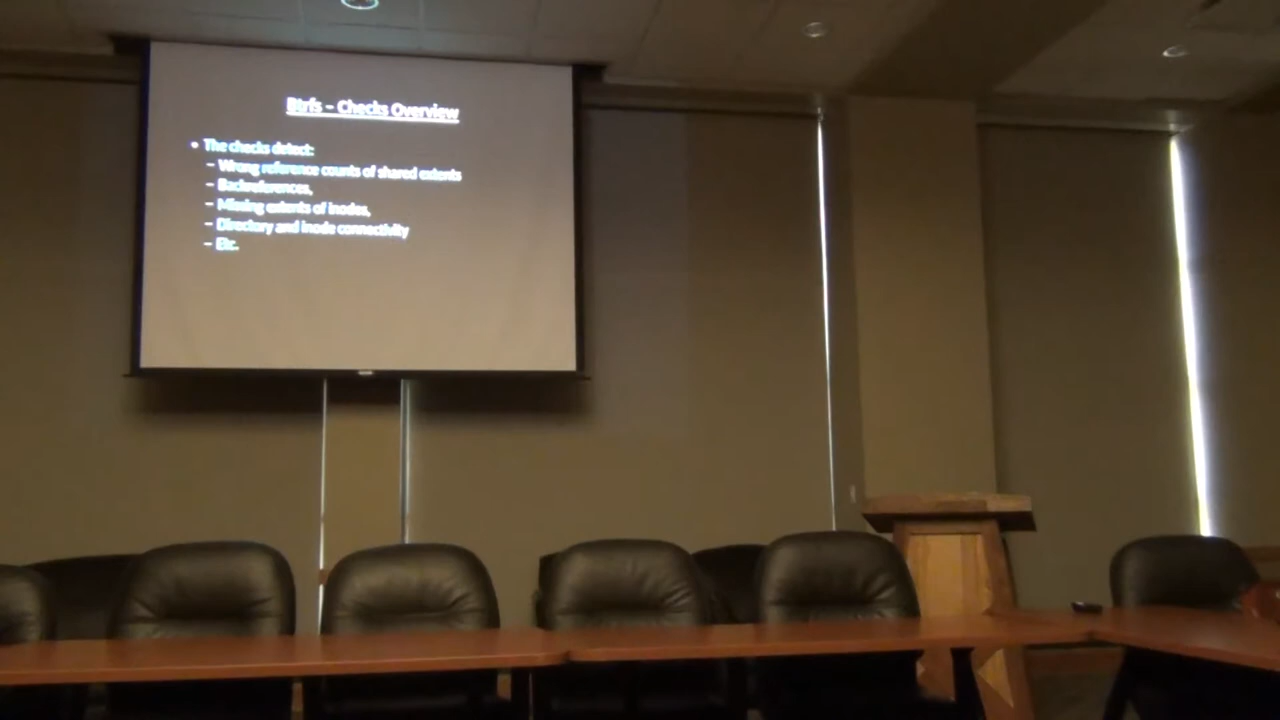 Btrfs – Checks Overview
• The checks detect:
– Wrong reference counts of shared extents
– Backreferences,
– Missing extents of inodes,
– Directory and inode connectivity
– Etc.